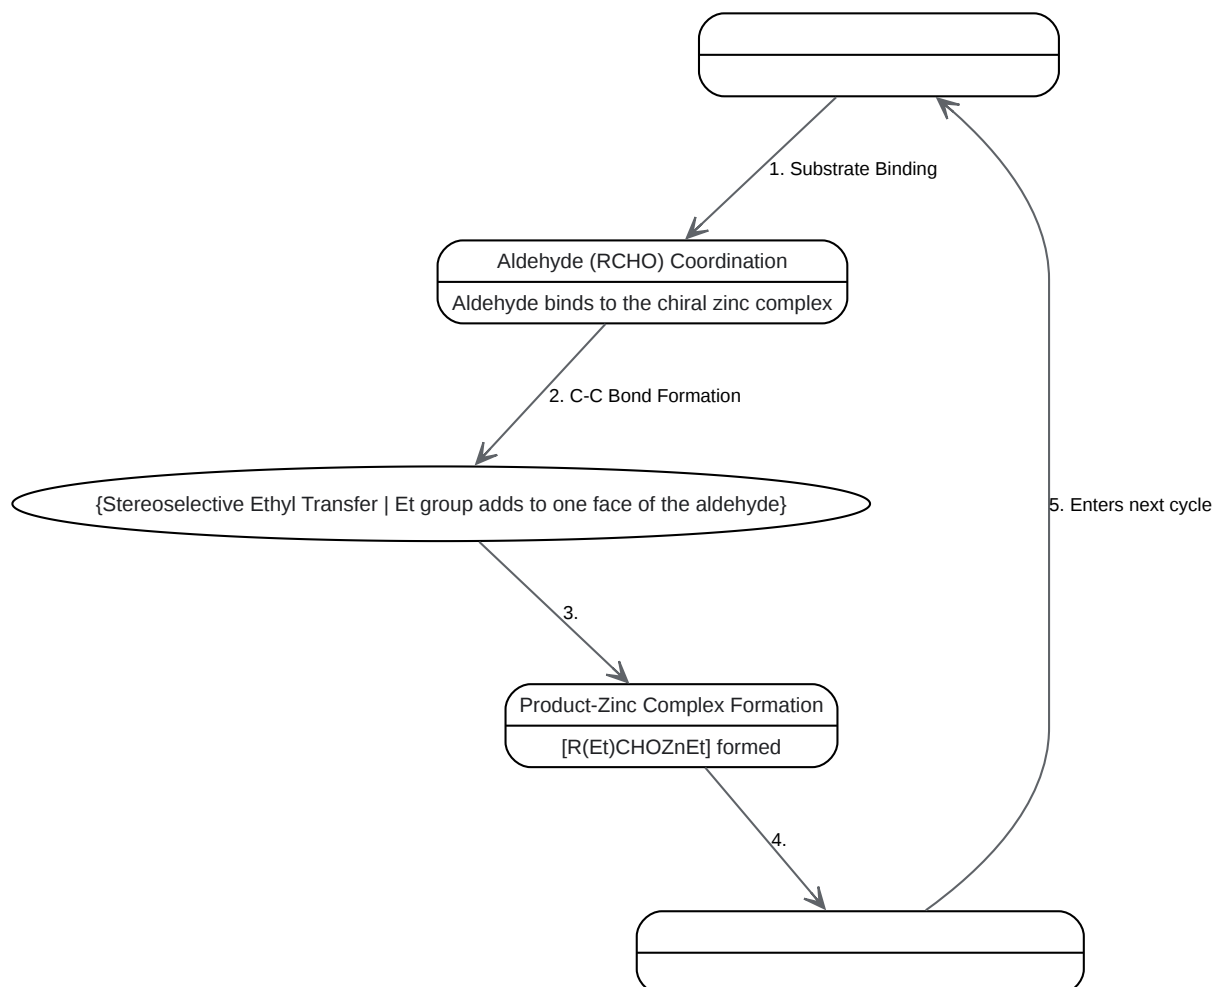 1. Substrate Binding
Aldehyde (RCHO) Coordination
Aldehyde binds to the chiral zinc complex
2. C-C Bond Formation
{Stereoselective Ethyl Transfer | Et group adds to one face of the aldehyde}
5. Enters next cycle
3.
Product-Zinc Complex Formation
[R(Et)CHOZnEt] formed
4.